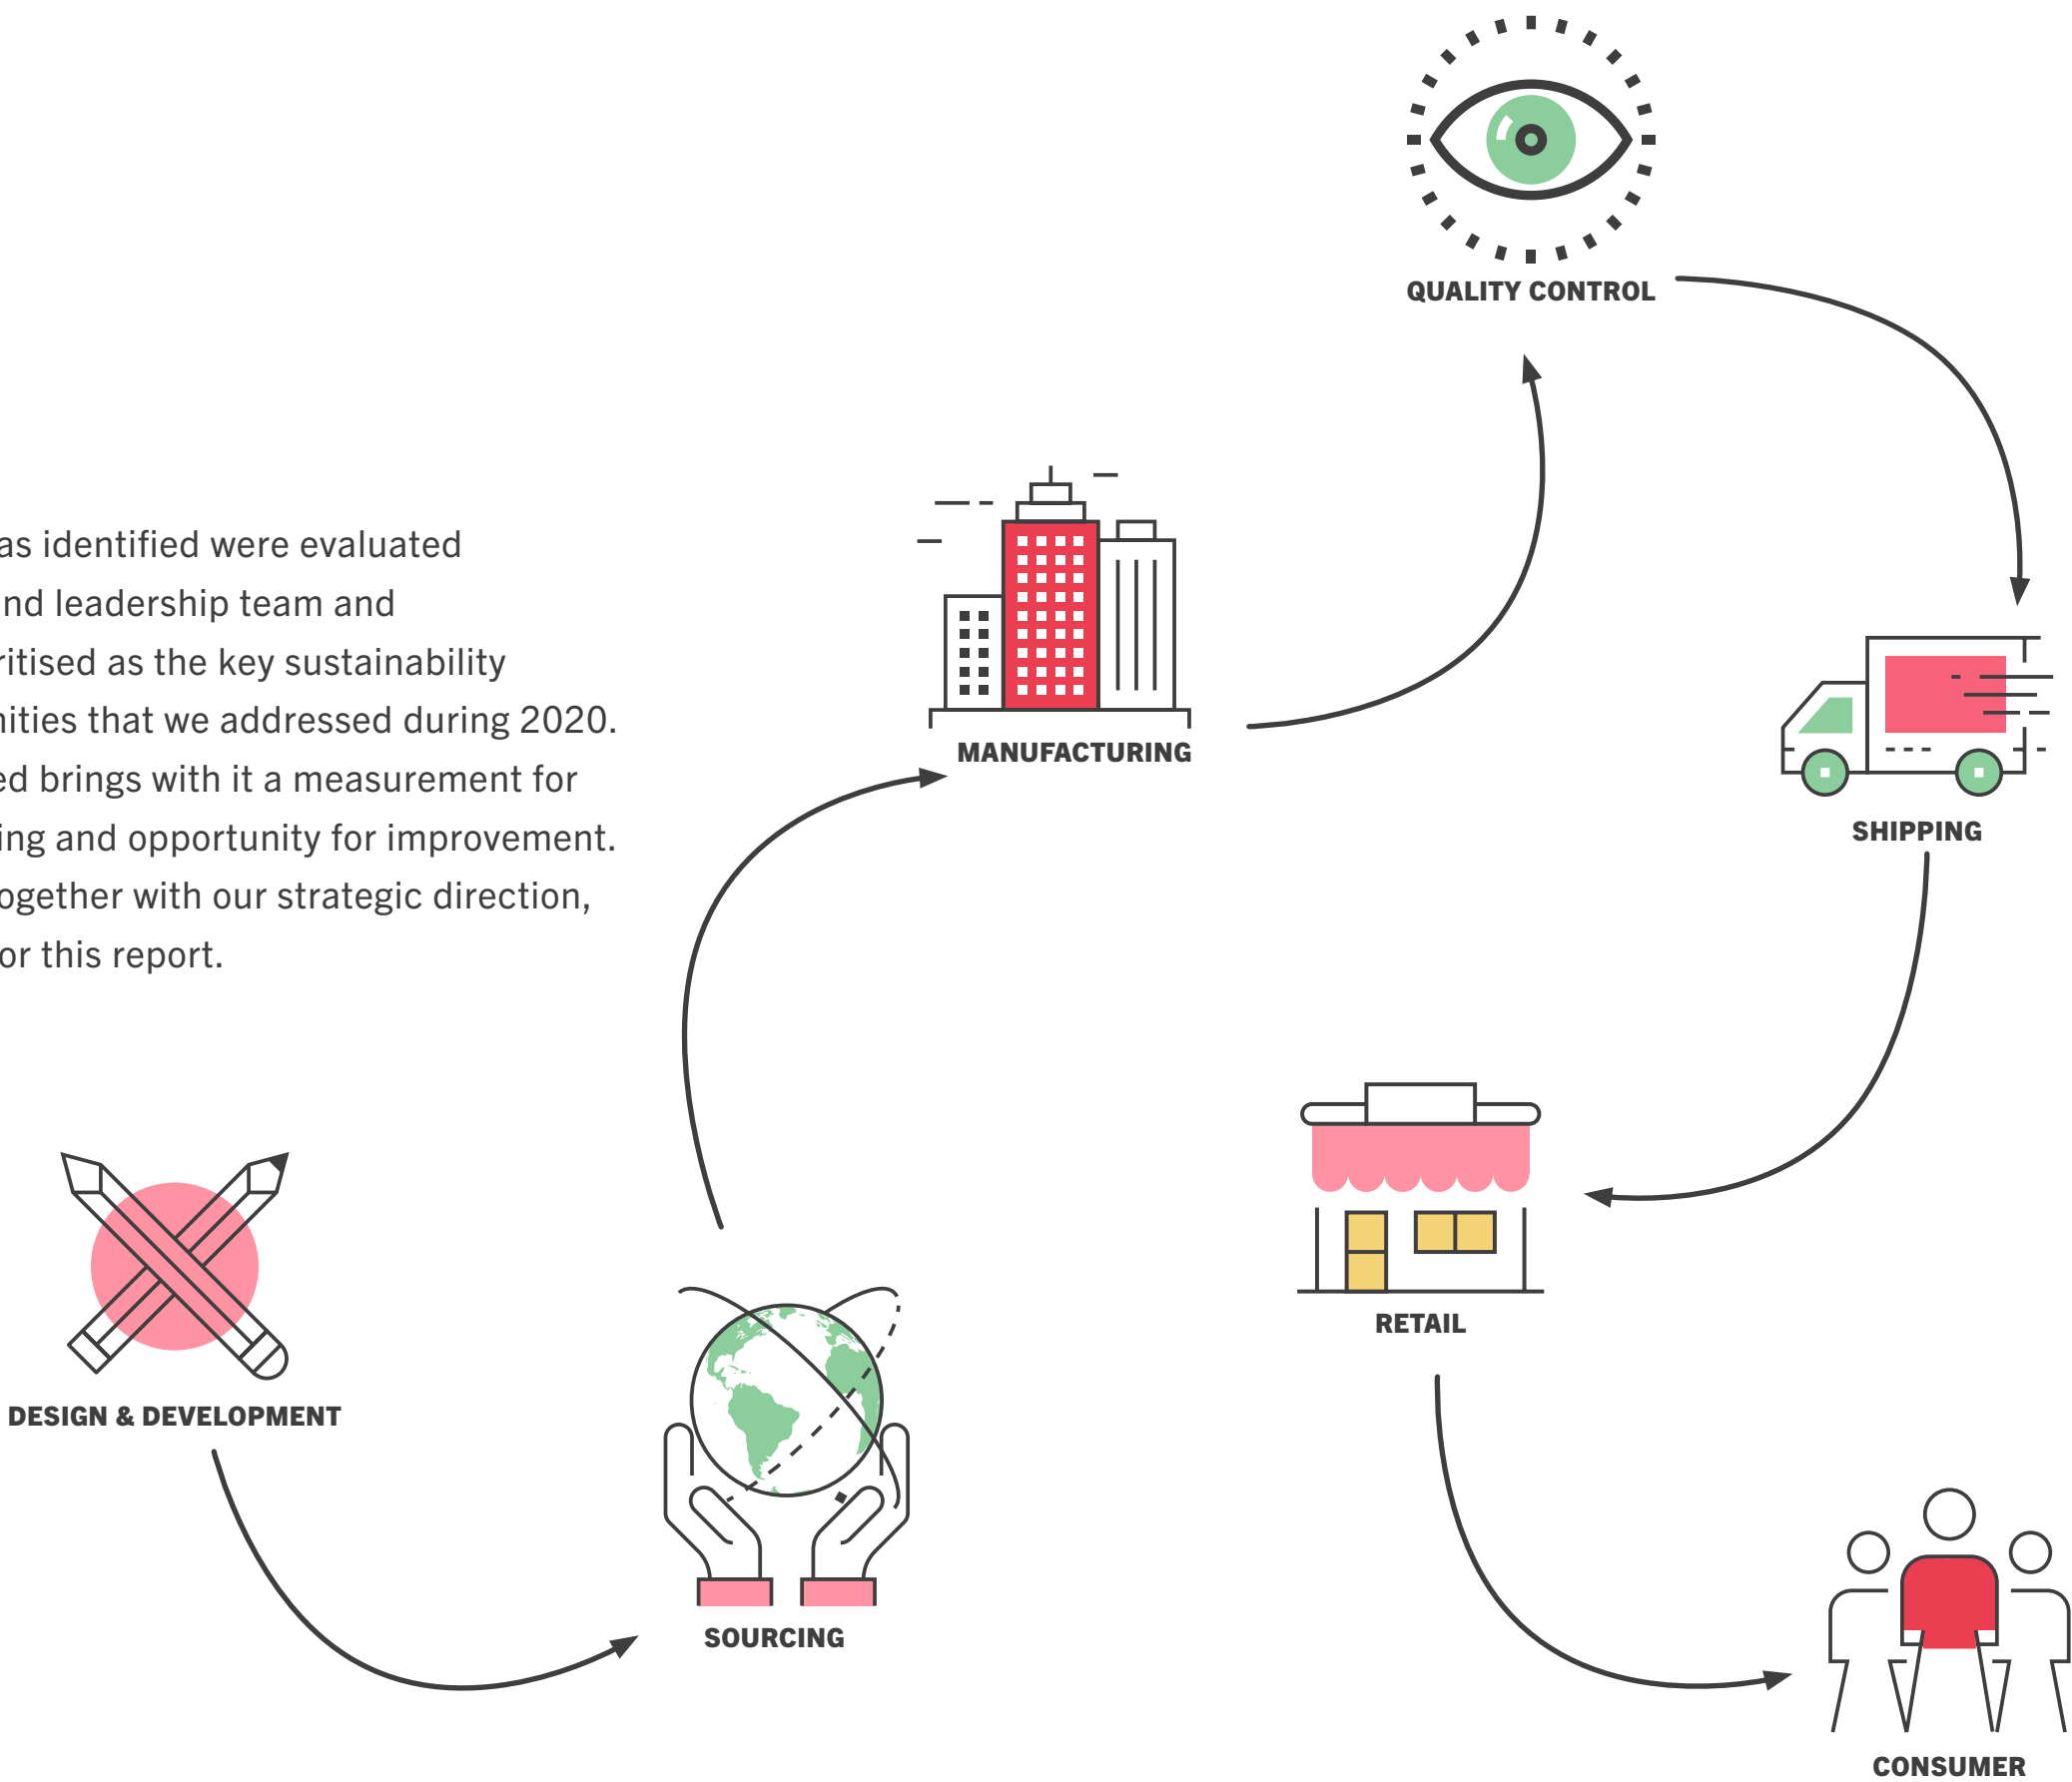 as identified were evaluated
nd leadership team and
ritised as the key sustainability
nities that we addressed during 2020.
ed brings with it a measurement for
ing and opportunity for improvement.
ogether with our strategic direction,
or this report.
QUALITY CONTROL
MANUFACTURING
SHIPPING
RETAIL
DESIGN & DEVELOPMENT
SOURCING
CONSUMER